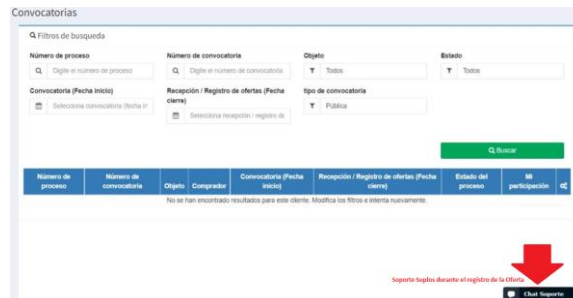 Convocatorias
Filtros de busqueda
Número de proceso
Número de convocatoria
Objeto
Estado
Digite el número de proceso
Digite el número de convocatoria
Todos
Todos
Convocatoria (Fecha inicio)
Recepción / Registro de ofertas (Fecha
cierre)
tipo de convocatoria
Selecciona convocatoria (fecha in
Selecciona recepción / registro de
Pública
Buscar
Número de
proceso
Número de
convocatoria
Objeto
Comprador
Convocatoria (Fecha
inicio)
Recepción / Registro de ofertas (Fecha
cierre)
Estado del
proceso
Mi
participación
No se han encontrado resultados para este cliente. Modifica los filtros e intenta nuevamente.
Soporte Suplos durante el registro de la Oferta
Chat Soporte